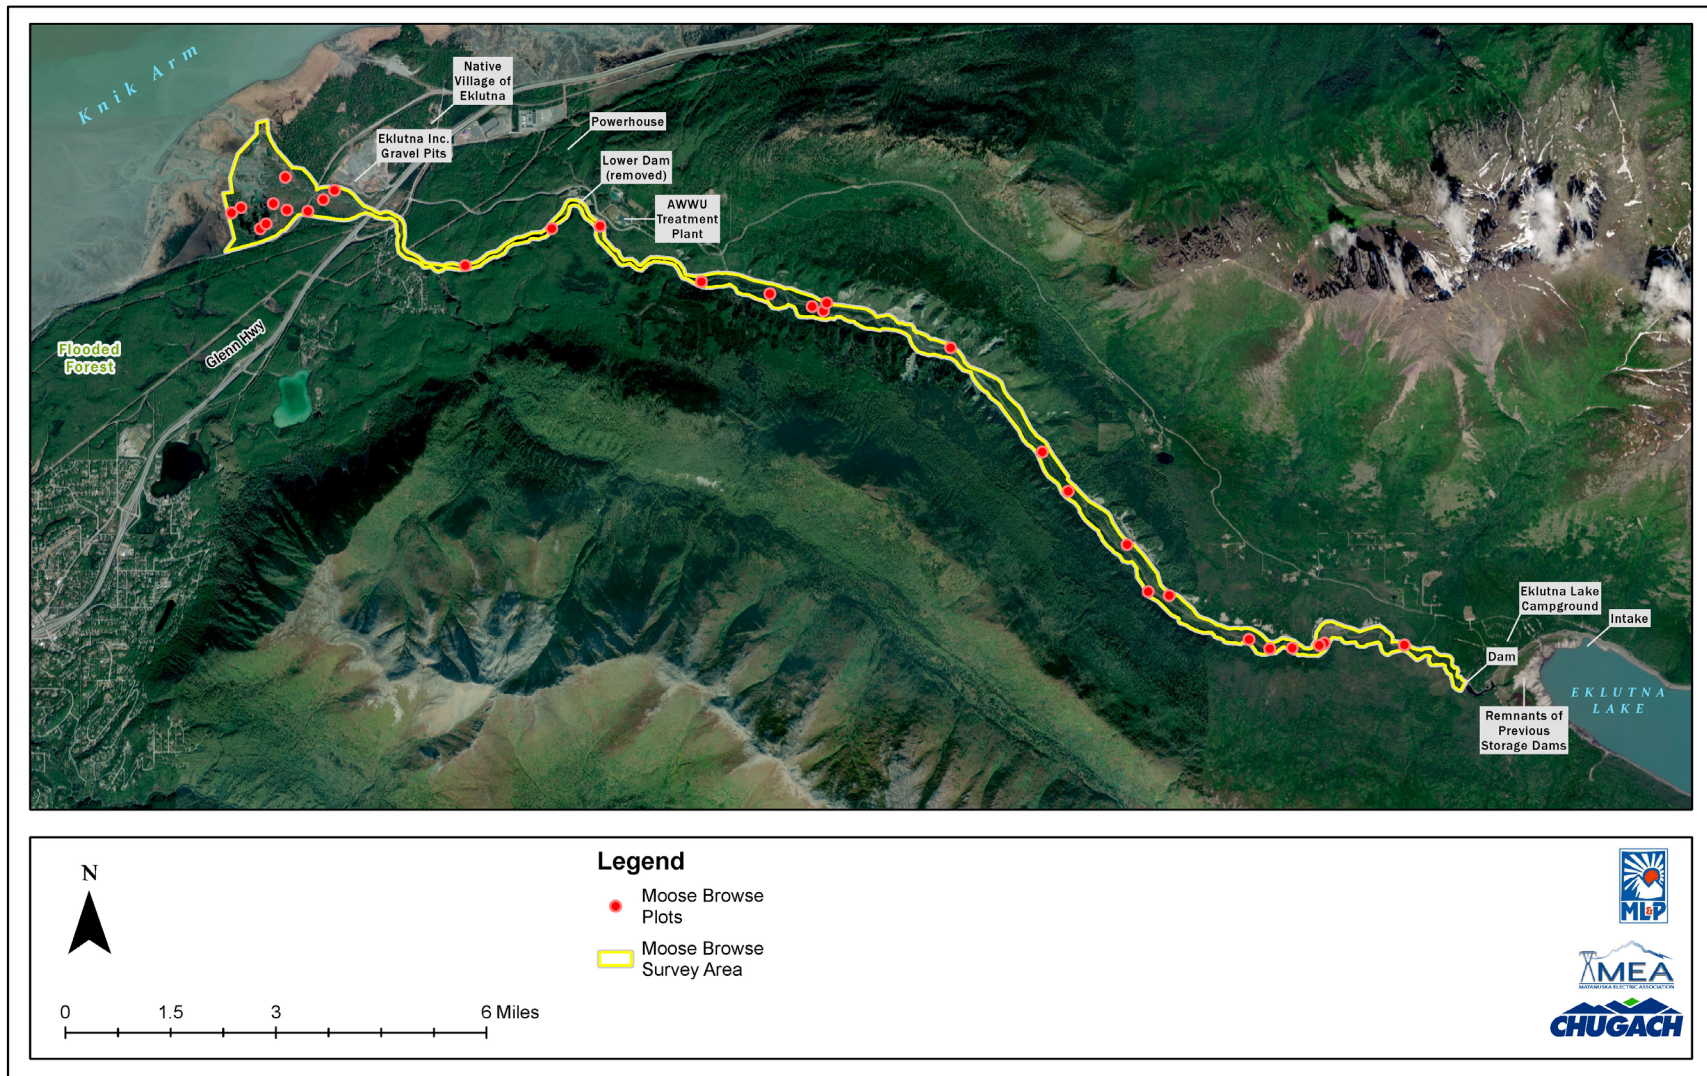 Knik Arm
Native
Village of
Eklutna
Eklutna Inc.
Gravel Pits
Powerhouse
Lower Dam
(removed)
AWWU
Treatment
Plant
Glenn Hwy
Flooded
Forest
Eklutna Lake
Campground
Intake
Dam
EKLUTNA
LAKE
Remnants of
Previous
Storage Dams
N
0 1.5 3 6 Miles
Legend
Moose Browse
Plots
Moose Browse
Survey Area
ML&P
MEA
MATANUSKA ELECTRIC ASSOCIATION
CHUGACH